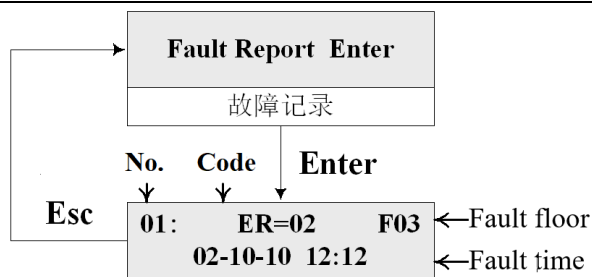 Fault Report Enter
故障记录
No. Code Enter
Esc
01: ER=02 F03 Fault floor
02-10-10 12:12 Fault time